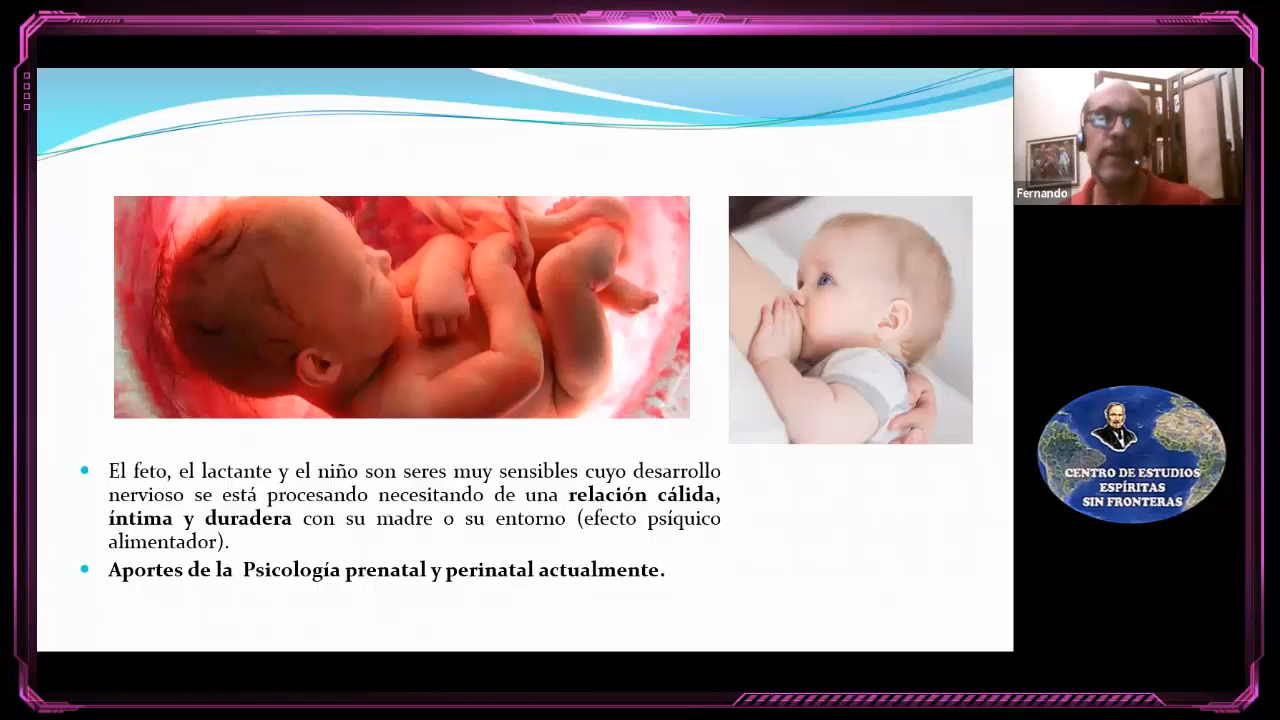 Fernando
El feto, el lactante y el niño son seres muy sensibles cuyo desarrollo
nervioso se está procesando necesitando de una relación cálida,
íntima y duradera con su madre o su entorno (efecto psíquico
alimentador).
Aportes de la Psicología prenatal y perinatal actualmente.
CENTRO DE ESTUDIOS
ESPÍRITAS
SIN FRONTERAS